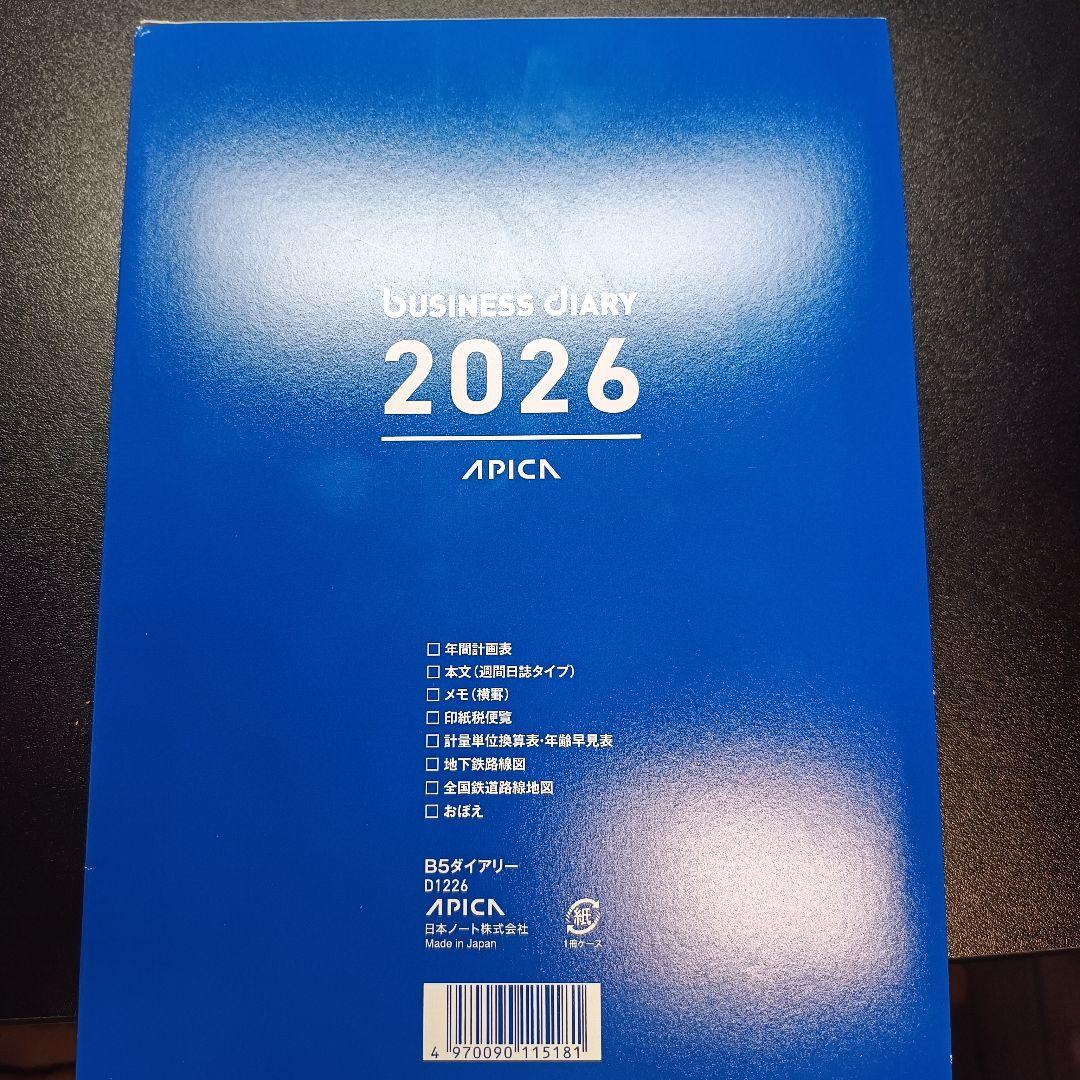 BUSINESS DIARY
2026
APICA
□ 年間計画表
□ 本文(週間日誌タイプ)
□ メモ(横罫)
□ 印紙税便覧
□ 計量単位換算表・年齢早見表
□ 地下鉄路線図
□ 全国鉄道路線地図
□ おぼえ
B5ダイアリー
D1226
APICA
日本ノート株式会社
Made in Japan
紙
1冊ケース
4 970090 115181